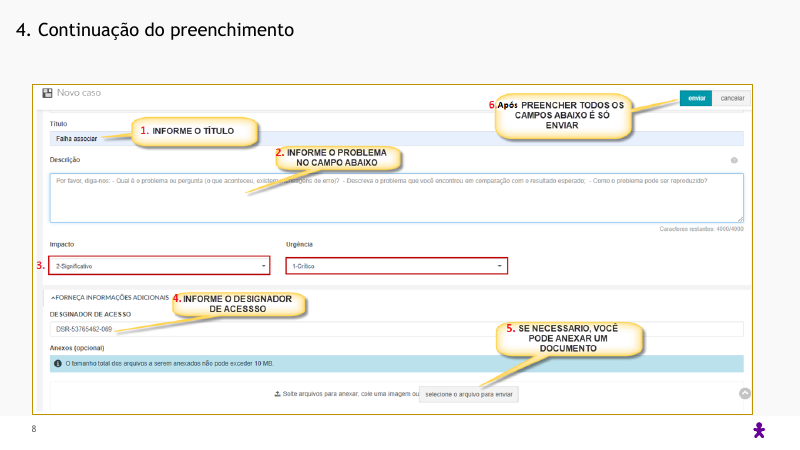 4. Continuação do preenchimento
Novo caso
6.Após PREENCHER TODOS OS
CAMPOS ABAIXO É SÓ
ENVIAR
enviar cancelar
Título
1. INFORME O TÍTULO
Falha associar
2. INFORME O PROBLEMA
NO CAMPO ABAIXO
Descrição
Por favor, diga-nos: - Qual é o problema ou pergunta (o que aconteceu, existem mensagens de erro)? - Descreva o problema que você encontrou em comparação com o resultado esperado; - Como o problema pode ser reproduzido?
Caracteres restantes: 4000/4000
Impacto Urgência
3. 2-Significativo 1-Crítico
FORNEÇA INFORMAÇÕES ADICIONAIS
4. INFORME O DESIGNADOR
DE ACESSSO
DESGINADOR DE ACESSO
DSIR-53765462-069
5. SE NECESSARIO, VOCÊ
PODE ANEXAR UM
DOCUMENTO
Anexos (opcional)
O tamanho total dos arquivos a serem anexados não pode exceder 10 MB.
Solte arquivos para anexar, cole uma imagem ou selecione o arquivo para enviar
8